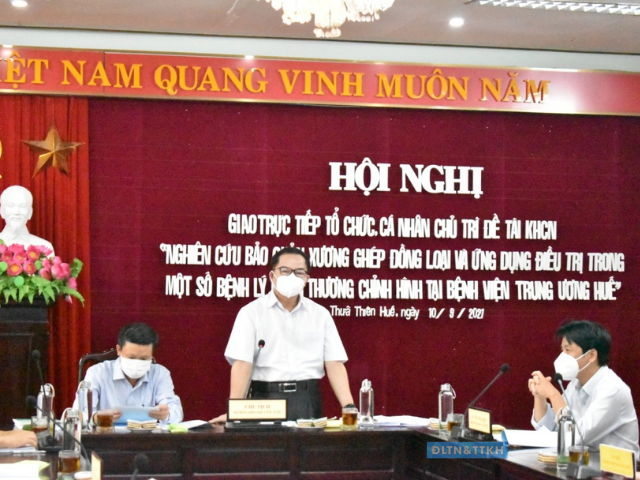 ỆT NAM QUANG VINH MUÔN NĂM
HỘI NGHỊ
GIAO TRỰC TIẾP TỔ CHỨC, CÁ NHÂN CHỦ TRÌ ĐỀ TÀI KHCN
"NGHIÊN CỨU BẢO QUẢN XƯƠNG GHÉP ĐỒNG LOẠI VÀ ỨNG DỤNG ĐIỀU TRỊ TRONG
MỘT SỐ BỆNH LÝ THƯƠNG CHỈNH HÌNH TẠI BỆNH VIỆN TRUNG ƯƠNG HUẾ"
Thừa Thiên Huế, ngày 10/9/2021
CHỦ TRÌ
ĐLTN&TTKH